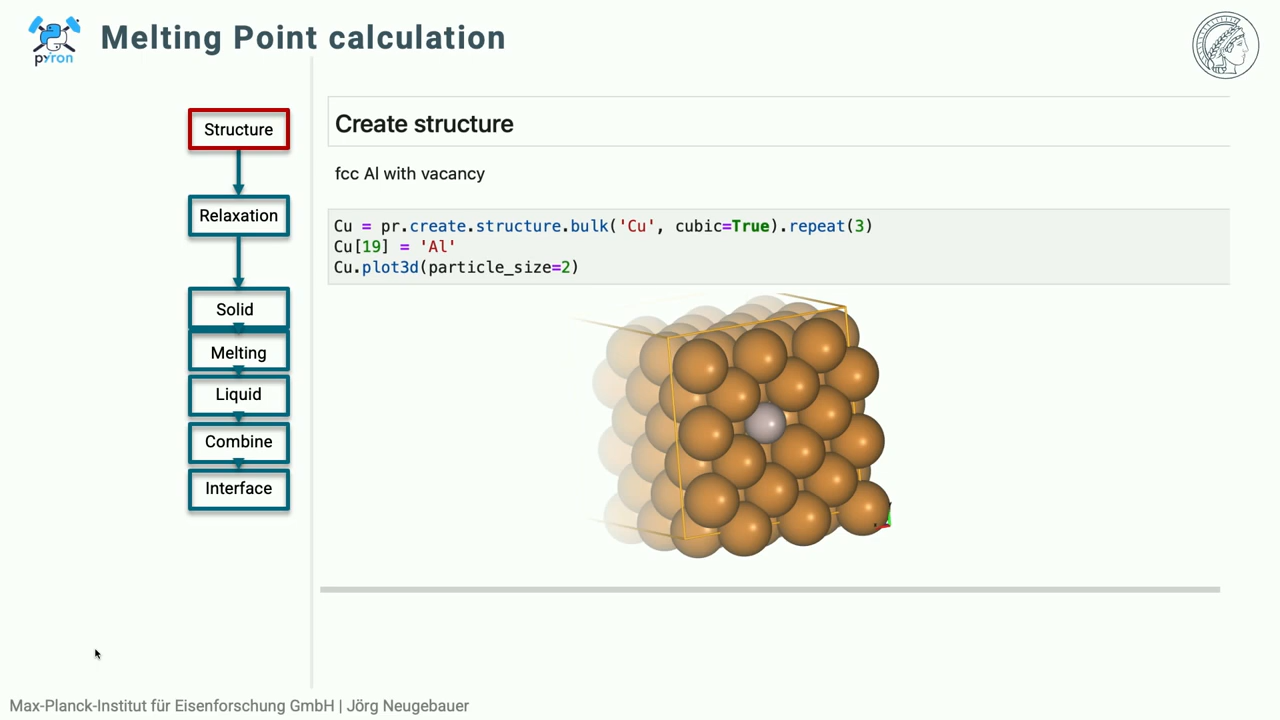 pyiron
Melting Point calculation
Structure
Relaxation
Solid
Melting
Liquid
Combine
Interface
Create structure
fcc Al with vacancy
Cu = pr.create.structure.bulk('Cu', cubic=True).repeat(3)
Cu[19] = 'Al'
Cu.plot3d(particle_size=2)
Max-Planck-Institut für Eisenforschung GmbH | Jörg Neugebauer